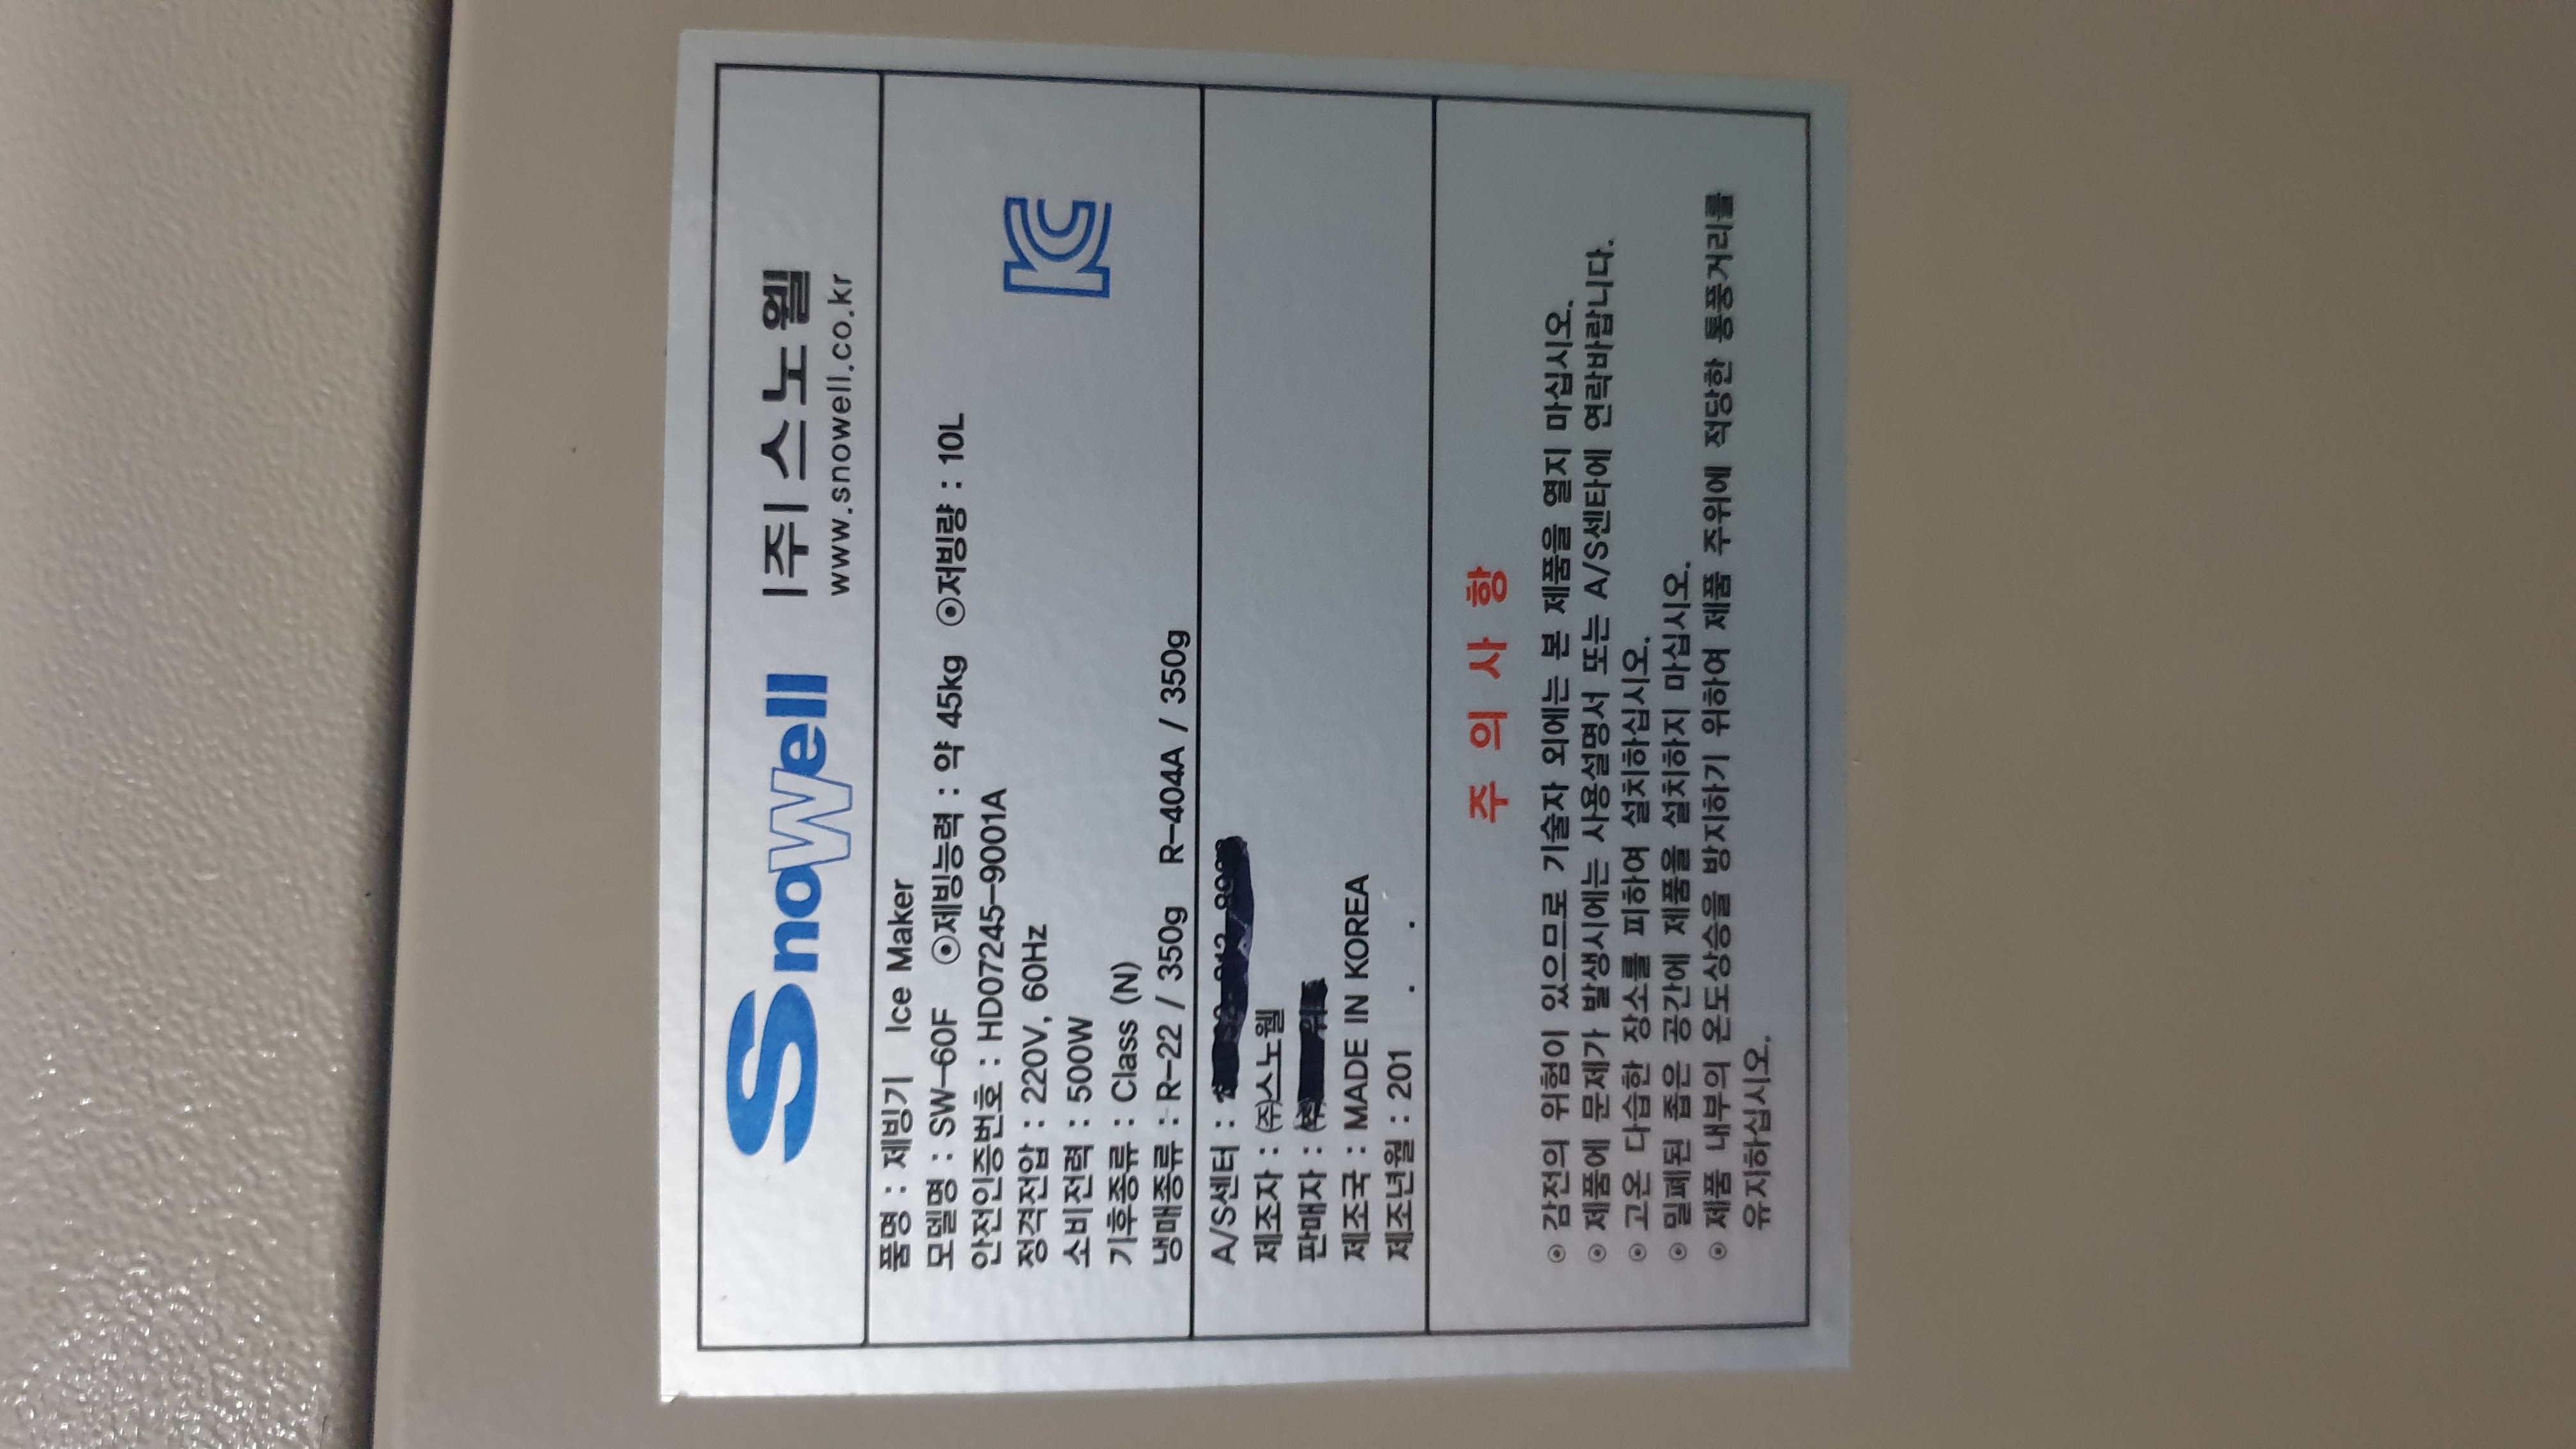 Snowell |주| 스노웰
www.snowell.co.kr
품명 : 제빙기 Ice Maker
모델명 : SW-60F ⊙제빙능력 : 약 45kg ⊙저빙량 : 10L
안전인증번호 : HD07245-9001A
정격전압 : 220V, 60Hz
소비전력 : 500W
기후종류 : Class (N)
냉매종류 : R-22 / 350g R-404A / 350g
KC
A/S센터 :
제조자 : ㈜스노웰
판매자 : ㈜
제조국 : MADE IN KOREA
제조년월 : 201 . .
주 의 사 항
⊙ 감전의 위험이 있으므로 기술자 외에는 본 제품을 열지 마십시오.
⊙ 제품에 문제가 발생시에는 사용설명서 또는 A/S센타에 연락바랍니다.
⊙ 고온 다습한 장소를 피하여 설치하십시오.
⊙ 밀폐된 좁은 공간에 제품을 설치하지 마십시오.
⊙ 제품 내부의 온도상승을 방지하기 위하여 제품 주위에 적당한 통풍거리를
유지하십시오.